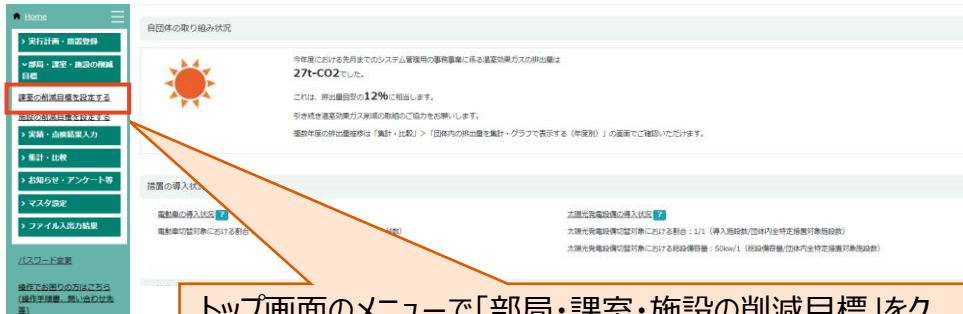 Home
> 実行計画・措置登録
部局・課室・施設の削減
目標
課室の削減目標を設定する
施設の削減目標を設定する
> 実績・点検結果入力
> 集計・比較
> お知らせ・アンケート等
> マスタ設定
> ファイル入出力結果
パスワード変更
操作でお困りの方はこちら
(操作手順書、問い合わせ先
等)
自団体の取り組み状況
今年度における先月までのシステム管理用の事務事業に係る温室効果ガスの排出量は
27t-CO2でした。
これは、排出量目安の12%に相当します。
引き続き温室効果ガス削減の取組のご協力をお願いします。
複数年度の排出量推移は「集計・比較」>「団体内の排出量を集計・グラフで表示する(年度別)」の画面でご確認いただけます。
措置の導入状況
電動車の導入状況 ?
電動車切替対象における割合
台数)
太陽光発電設備の導入状況 ?
太陽光発電設備切替対象における割合:1/1(導入施設数/団体内全特定措置対象施設数)
太陽光発電設備切替対象における総設備容量:50kw/1(総設備容量/団体内全特定措置対象施設数)
トップ画面のメニューで「部局・課室・施設の削減目標」をク